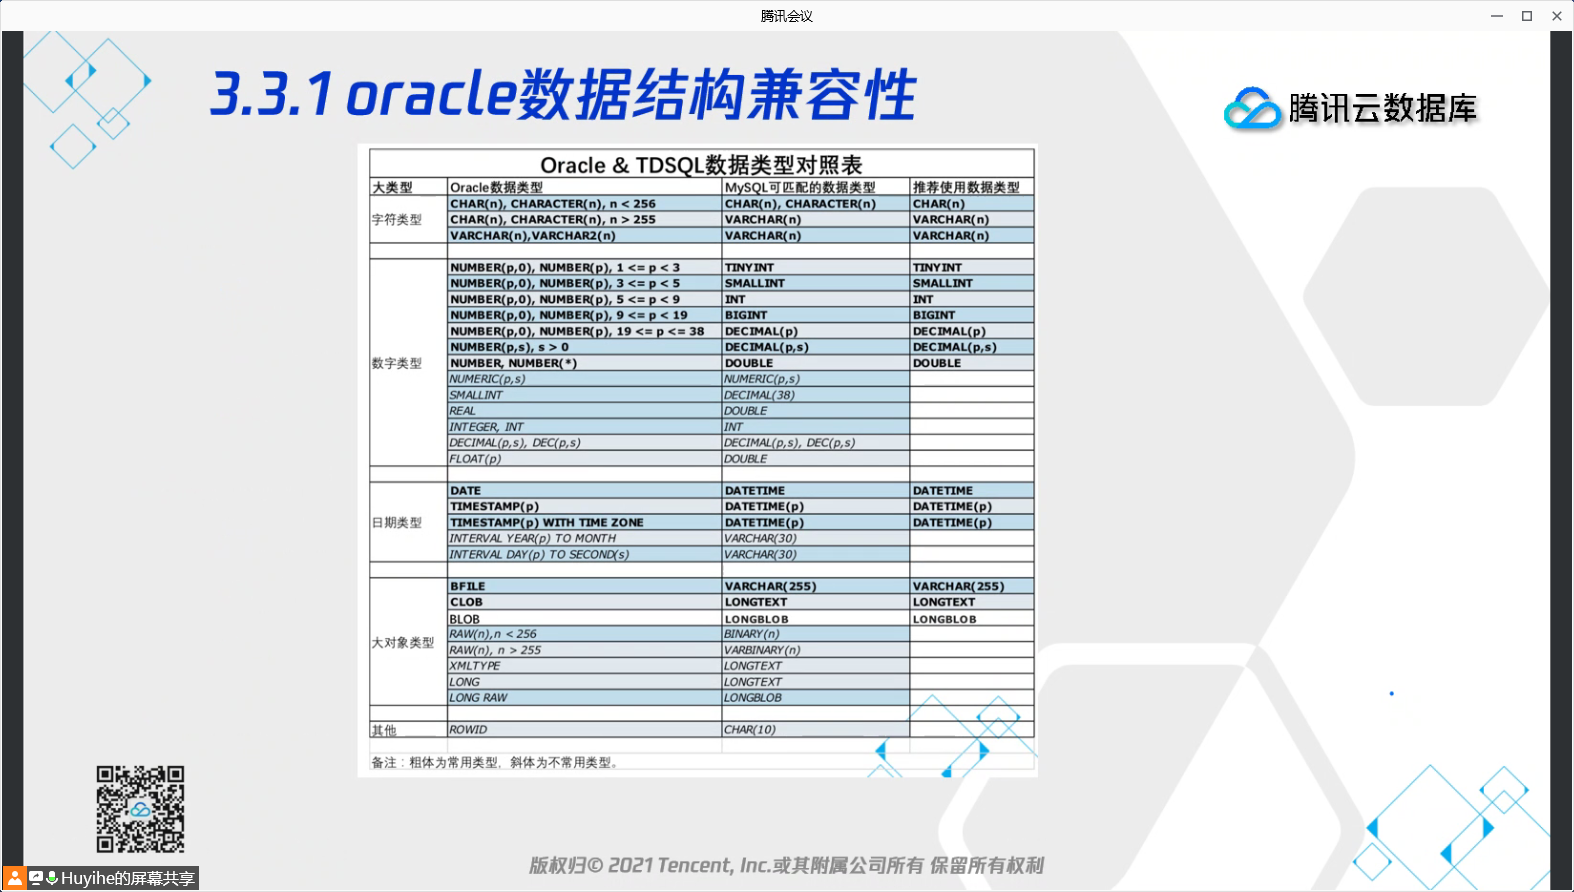 腾讯会议
3.3.1 oracle数据结构兼容性
腾讯云数据库
Oracle & TDSQL数据类型对照表
大类型 Oracle数据类型 MySQL可匹配的数据类型 推荐使用数据类型
字符类型 CHAR(n), CHARACTER(n), n < 256 CHAR(n), CHARACTER(n) CHAR(n)
CHAR(n), CHARACTER(n), n > 255 VARCHAR(n) VARCHAR(n)
VARCHAR(n),VARCHAR2(n) VARCHAR(n) VARCHAR(n)
数字类型 NUMBER(p,0), NUMBER(p), 1 <= p < 3 TINYINT TINYINT
NUMBER(p,0), NUMBER(p), 3 <= p < 5 SMALLINT SMALLINT
NUMBER(p,0), NUMBER(p), 5 <= p < 9 INT INT
NUMBER(p,0), NUMBER(p), 9 <= p < 19 BIGINT BIGINT
NUMBER(p,0), NUMBER(p), 19 <= p <= 38 DECIMAL(p) DECIMAL(p)
NUMBER(p,s), s > 0 DECIMAL(p,s) DECIMAL(p,s)
NUMBER, NUMBER(*) DOUBLE DOUBLE
NUMERIC(p,s) NUMERIC(p,s)
SMALLINT DECIMAL(38)
REAL DOUBLE
INTEGER, INT INT
DECIMAL(p,s), DEC(p,s) DECIMAL(p,s), DEC(p,s)
FLOAT(p) DOUBLE
日期类型 DATE DATETIME DATETIME
TIMESTAMP(p) DATETIME(p) DATETIME(p)
TIMESTAMP(p) WITH TIME ZONE DATETIME(p) DATETIME(p)
INTERVAL YEAR(p) TO MONTH VARCHAR(30)
INTERVAL DAY(p) TO SECOND(s) VARCHAR(30)
大对象类型 BFILE VARCHAR(255) VARCHAR(255)
CLOB LONGTEXT LONGTEXT
BLOB LONGBLOB LONGBLOB
RAW(n),n < 256 BINARY(n)
RAW(n), n > 255 VARBINARY(n)
XMLTYPE LONGTEXT
LONG LONGTEXT
LONG RAW LONGBLOB
其他 ROWID CHAR(10)
备注：粗体为常用类型，斜体为不常用类型。
版权归© 2021 Tencent, Inc.或其附属公司所有 保留所有权利
Huyihe的屏幕共享